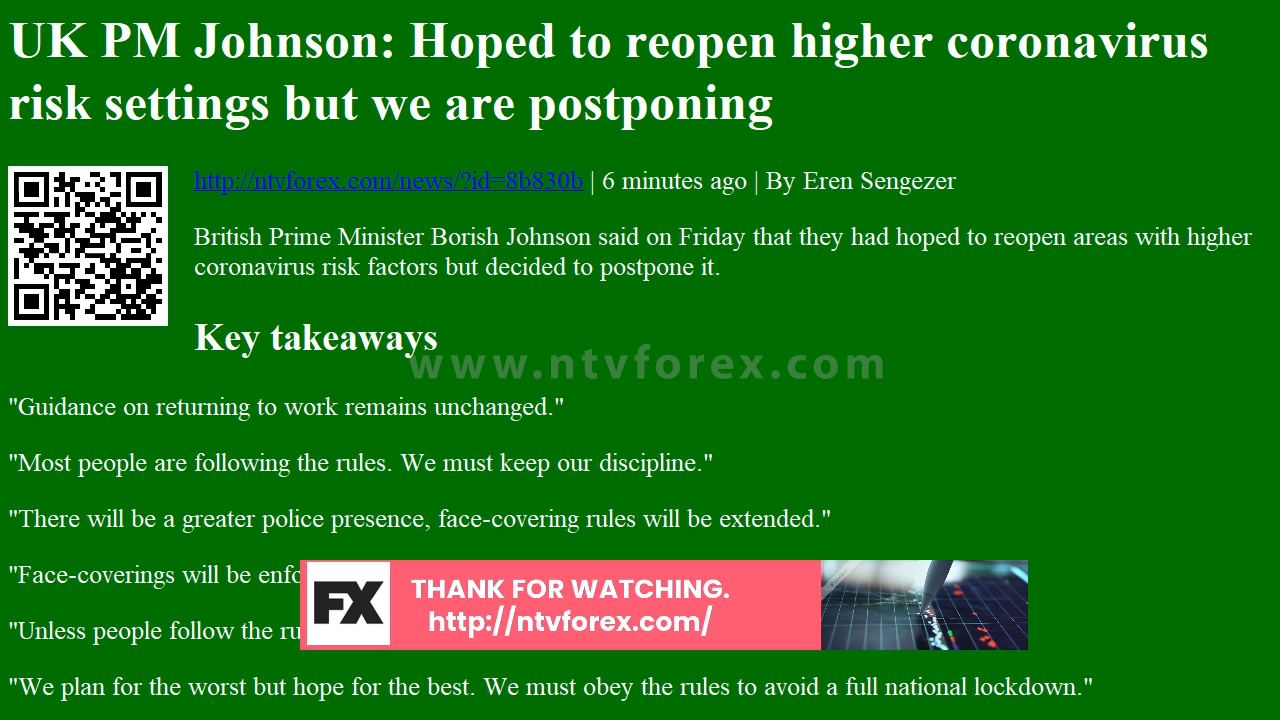 UK PM Johnson: Hoped to reopen higher coronavirus
risk settings but we are postponing
http://ntvforex.com/news/?id=8b830b | 6 minutes ago | By Eren Sengezer
British Prime Minister Borish Johnson said on Friday that they had hoped to reopen areas with higher
coronavirus risk factors but decided to postpone it.
Key takeaways
www.ntvforex.com
"Guidance on returning to work remains unchanged."
"Most people are following the rules. We must keep our discipline."
"There will be a greater police presence, face-covering rules will be extended."
"Face-coverings will be
FX
THANK FOR WATCHING.
http://ntvforex.com/
"Unless people follow the
"We plan for the worst but hope for the best. We must obey the rules to avoid a full national lockdown."